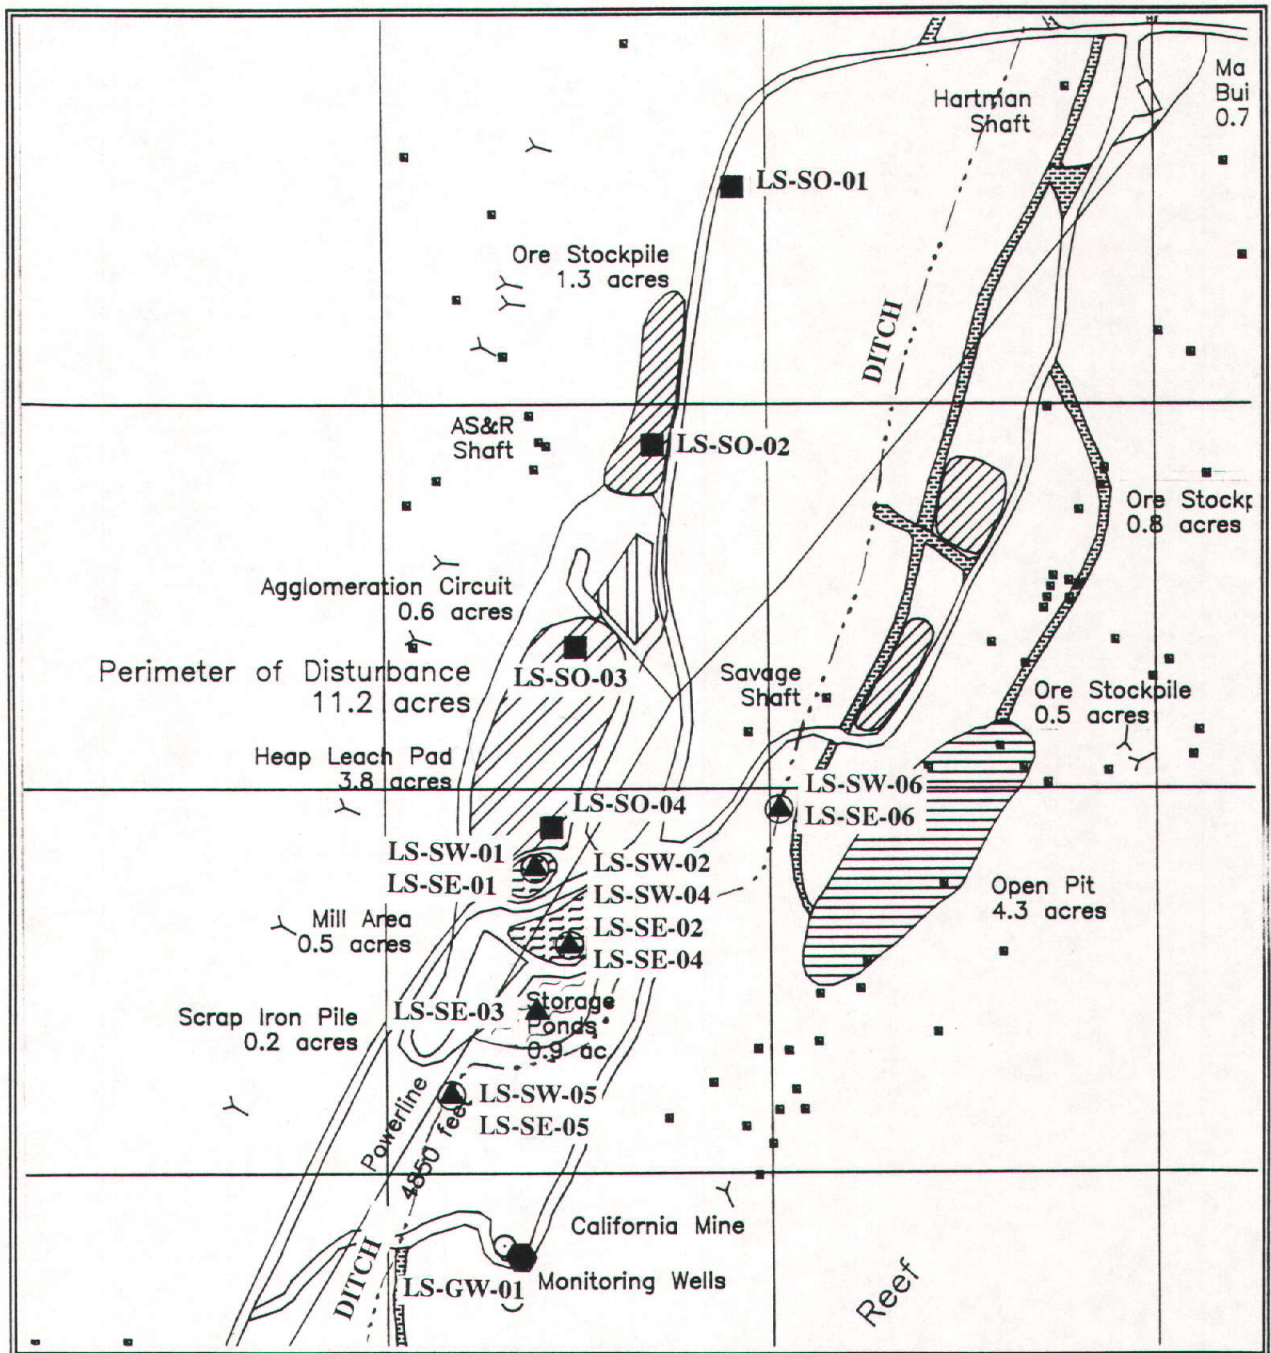 Ma
Bui
0.7
Hartman
Shaft
LS-SO-01
Ore Stockpile
1.3 acres
DITCH
AS&R
Shaft
LS-SO-02
Ore Stockp
0.8 acres
Agglomeration Circuit
0.6 acres
Perimeter of Disturbance
11.2 acres
LS-SO-03
Savage
Shaft
Ore Stockpile
0.5 acres
Heap Leach Pad
3.8 acres
LS-SO-04
LS-SW-06
LS-SE-06
LS-SW-01
LS-SE-01
LS-SW-02
LS-SW-04
LS-SE-02
LS-SE-04
Open Pit
4.3 acres
Mill Area
0.5 acres
LS-SE-03
Storage
Ponds
0.9 ac.
Scrap Iron Pile
0.2 acres
LS-SW-05
LS-SE-05
Powerline
4850 feet
California Mine
DITCH
LS-GW-01
Monitoring Wells
Reef